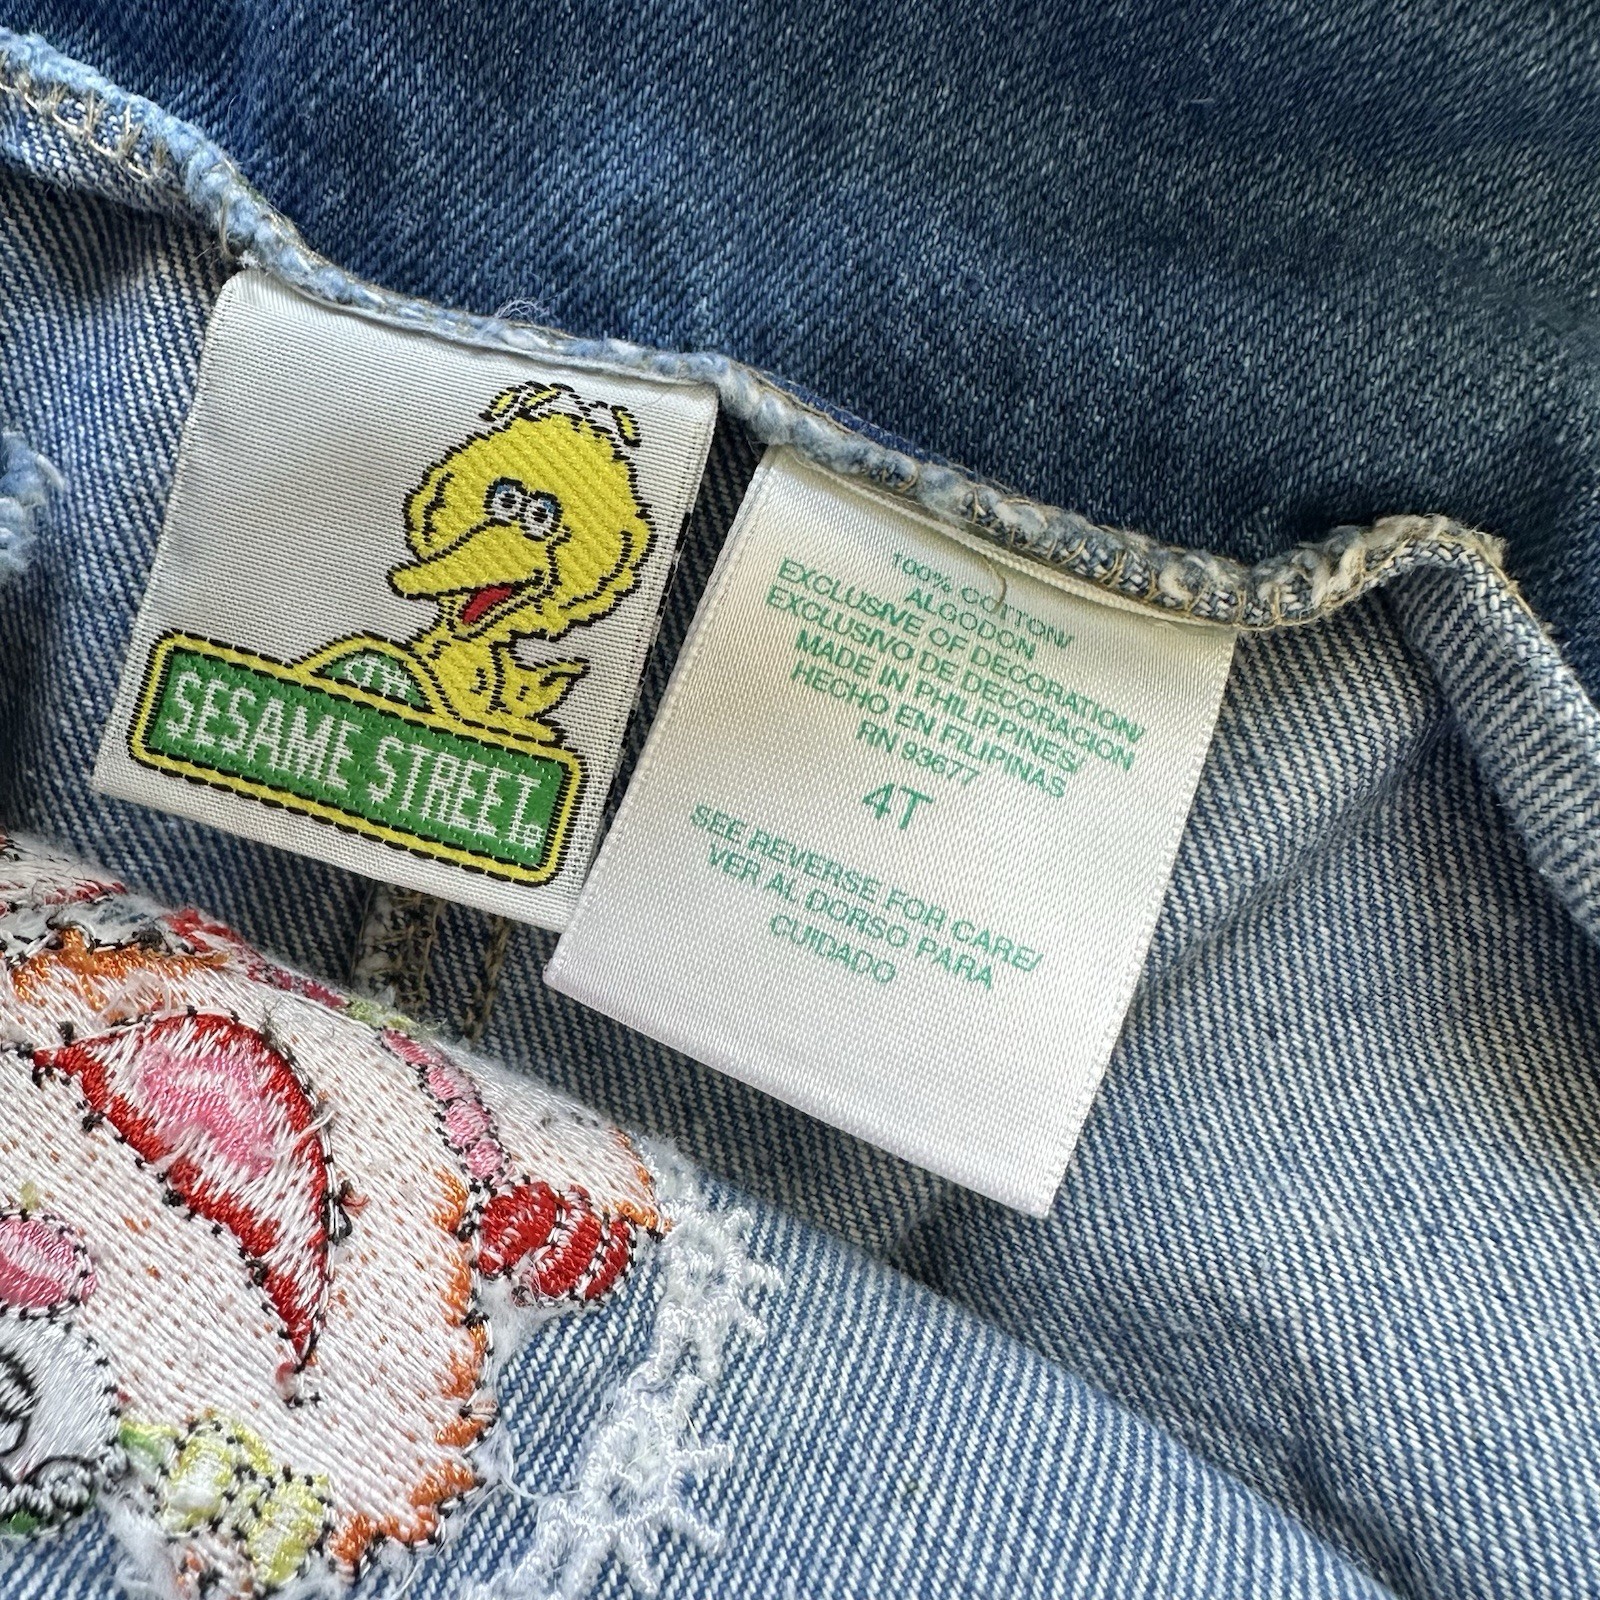 SESAME STREET
100% COTTON/
ALGODON
EXCLUSIVE OF DECORATION/
EXCLUSIVO DE DECORACION
MADE IN PHILIPPINES/
HECHO EN FILIPINAS
RN 93677
4T
SEE REVERSE FOR CARE/
VER AL DORSO PARA
CUIDADO